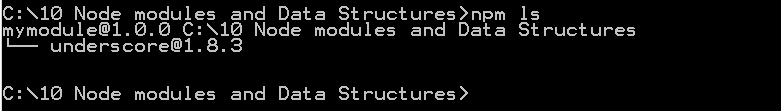 C:\10 Node modules and Data Structures>npm ls
mymodule@1.0.0 C:\10 Node modules and Data Structures
└── underscore@1.8.3
C:\10 Node modules and Data Structures>